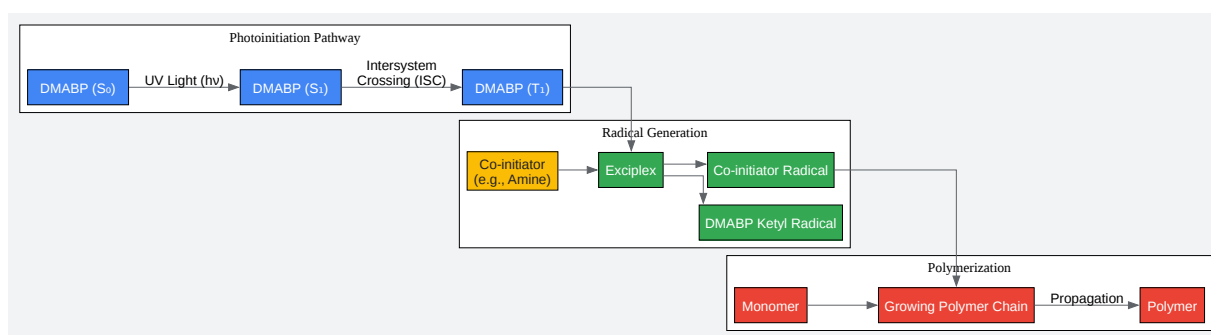 Photoinitiation Pathway
DMABP (S₀)
UV Light (hν)
DMABP (S₁)
Intersystem
Crossing (ISC)
DMABP (T₁)
Radical Generation
Co-initiator
(e.g., Amine)
Exciplex
Co-initiator Radical
DMABP Ketyl Radical
Polymerization
Monomer
Growing Polymer Chain
Propagation
Polymer